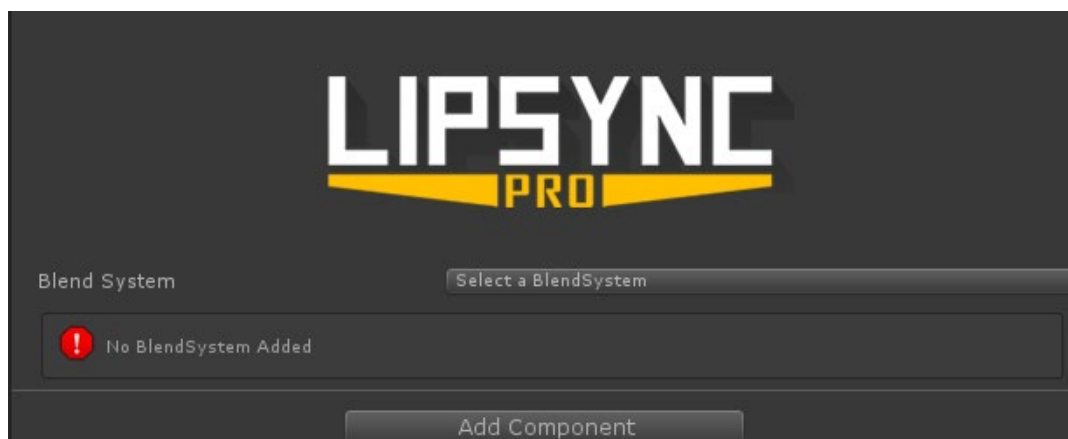 LIPSYNC
PRO
Blend System
Select a BlendSystem
No BlendSystem Added
Add Component